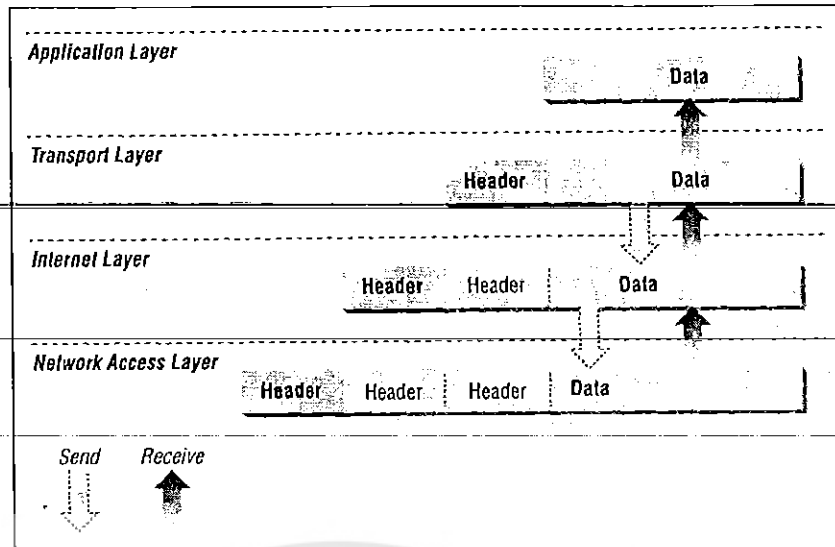 Application Layer
Data
Transport Layer
Header Data
Internet Layer
Header Header Data
Network Access Layer
Header Header Header Data
Send Receive